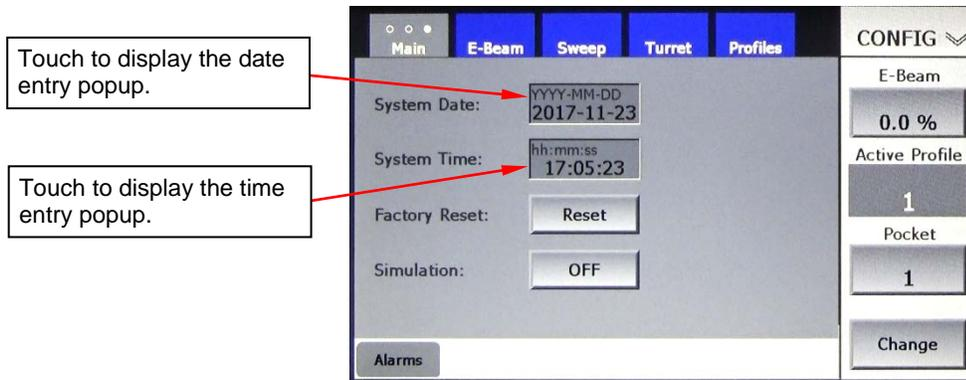 Touch to display the date
entry popup.
Touch to display the time
entry popup.
Main
E-Beam
Sweep
Turret
Profiles
System Date:
YYYY-MM-DD
2017-11-23
System Time:
hh:mm:ss
17:05:23
Factory Reset:
Reset
Simulation:
OFF
Alarms
CONFIG
E-Beam
0.0 %
Active Profile
1
Pocket
1
Change